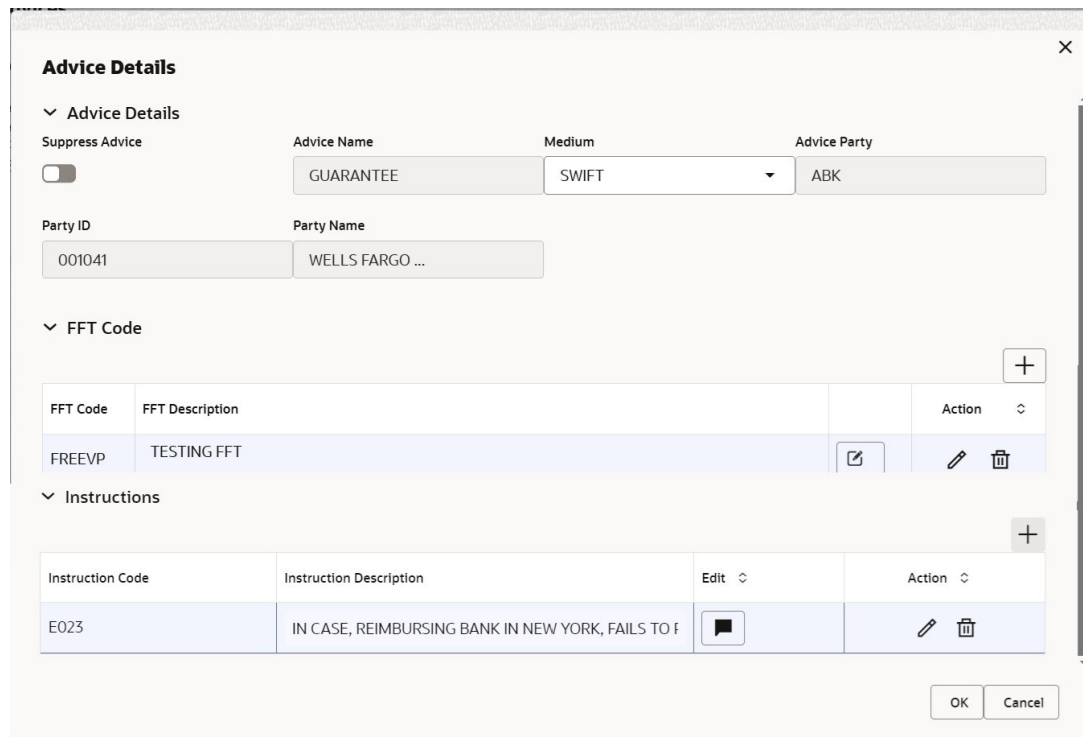 Advice Details
Advice Details
Suppress Advice Advice Name Medium Advice Party
GUARANTEE SWIFT ABK
Party ID Party Name
001041 WELLS FARGO ...
FFT Code
FFT Code FFT Description Action
FREEVP TESTING FFT
Instructions
Instruction Code Instruction Description Edit Action
E023 IN CASE, REIMBURSING BANK IN NEW YORK, FAILS TO
OK Cancel